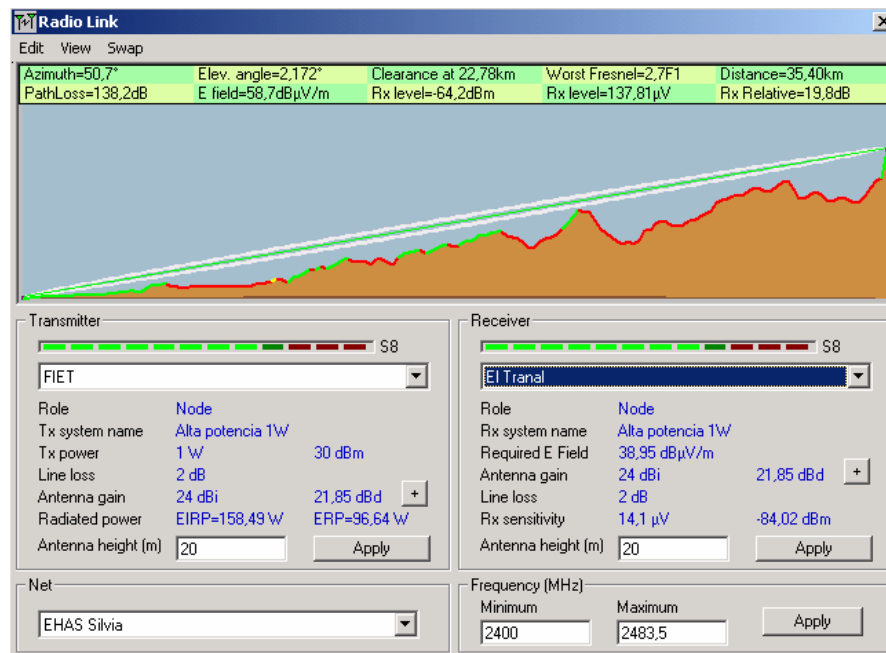 Radio Link
Edit View Swap
Azimuth=50,7° Elev. angle=2,172° Clearance at 22,78km Worst Fresnel=2,7F1 Distance=35,40km
PathLoss=138,2dB E field=58,7dBµV/m Rx level=-64,2dBm Rx level=137,81µV Rx Relative=19,8dB
Transmitter
S8
FIET
Role Node
Tx system name Alta potencia 1W
Tx power 1 W 30 dBm
Line loss 2 dB
Antenna gain 24 dBi 21,85 dBd +
Radiated power EIRP=158,49 W ERP=96,64 W
Antenna height (m) 20 Apply
Receiver
S8
El Tranal
Role Node
Rx system name Alta potencia 1W
Required E Field 38,95 dBµV/m
Antenna gain 24 dBi 21,85 dBd +
Line loss 2 dB
Rx sensitivity 14,1 µV -84,02 dBm
Antenna height (m) 20 Apply
Net
EHAS Silvia
Frequency (MHz)
Minimum Maximum
2400 2483,5 Apply